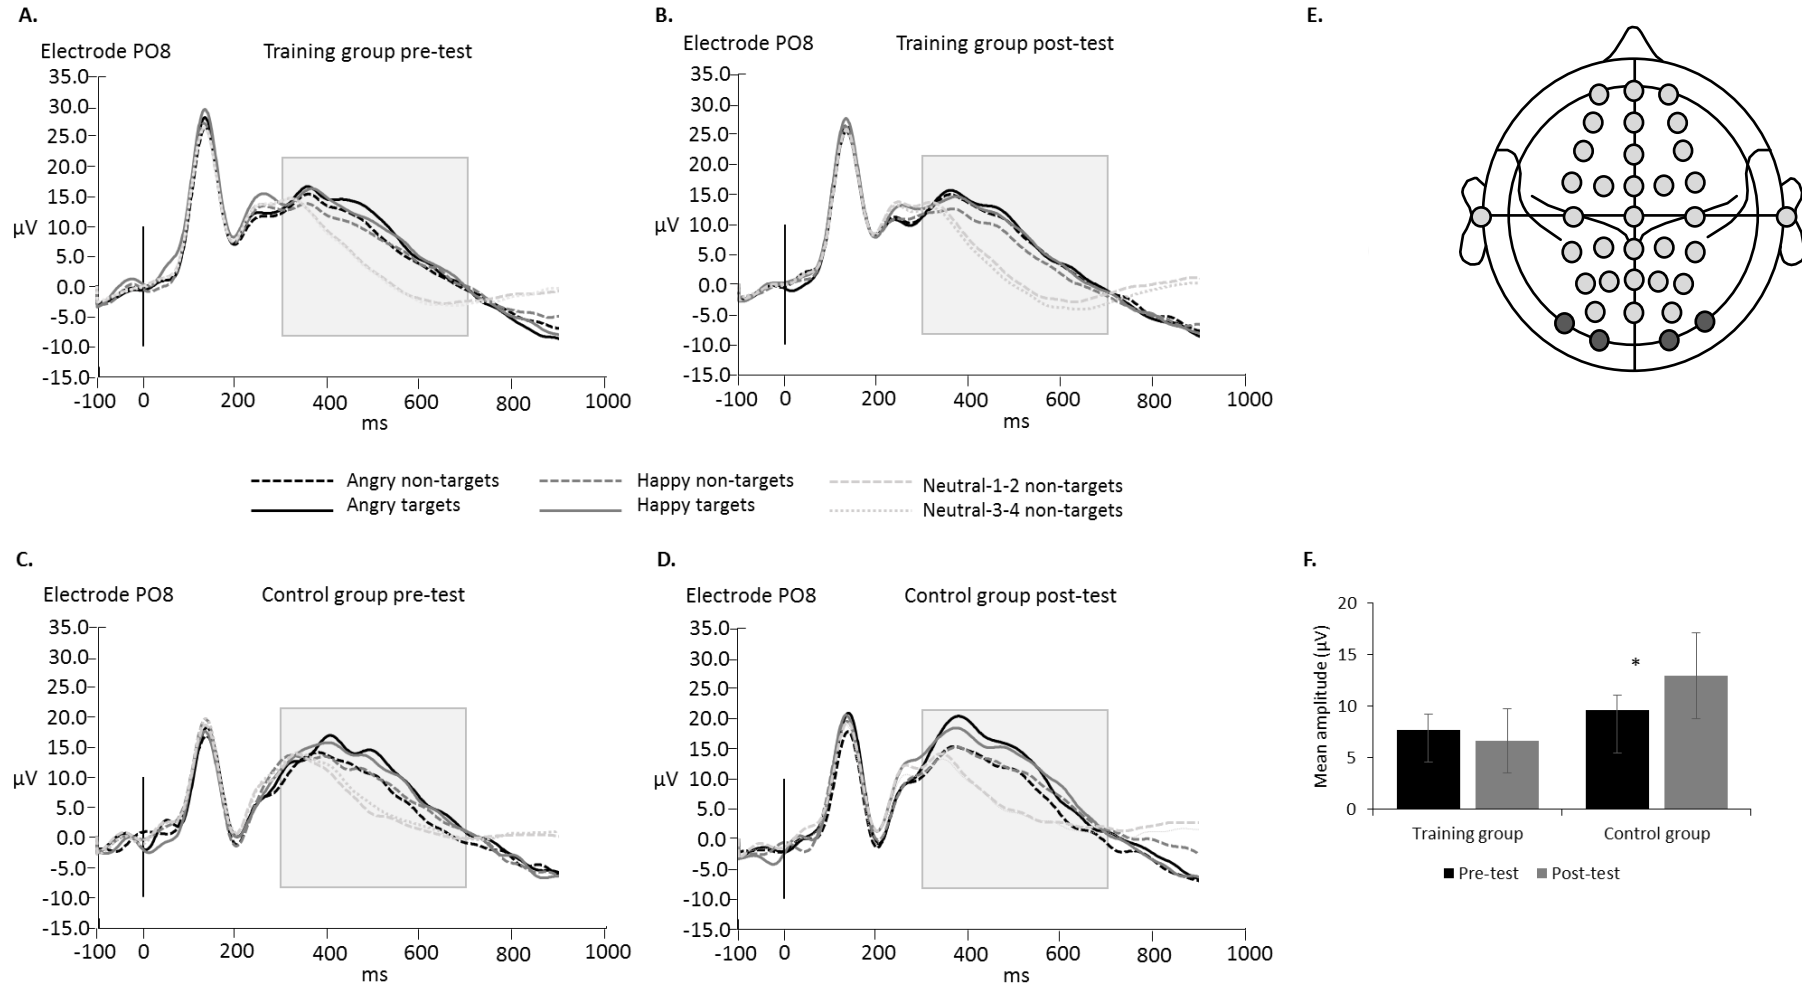 A.
Electrode PO8
Training group pre-test
35.0
30.0
25.0
20.0
15.0
10.0
5.0
0.0
-5.0
-10.0
-15.0
µV
-100 0 200 400 600 800 1000
ms
B.
Electrode PO8
Training group post-test
35.0
30.0
25.0
20.0
15.0
10.0
5.0
0.0
-5.0
-10.0
-15.0
µV
-100 0 200 400 600 800 1000
ms
E.
Angry non-targets
Angry targets
Happy non-targets
Happy targets
Neutral-1-2 non-targets
Neutral-3-4 non-targets
C.
Electrode PO8
Control group pre-test
35.0
30.0
25.0
20.0
15.0
10.0
5.0
0.0
-5.0
-10.0
-15.0
µV
-100 0 200 400 600 800 1000
ms
D.
Electrode PO8
Control group post-test
35.0
30.0
25.0
20.0
15.0
10.0
5.0
0.0
-5.0
-10.0
-15.0
µV
-100 0 200 400 600 800 1000
ms
F.
Mean amplitude (µV)
20
15
10
5
0
*
Training group
Control group
Pre-test
Post-test